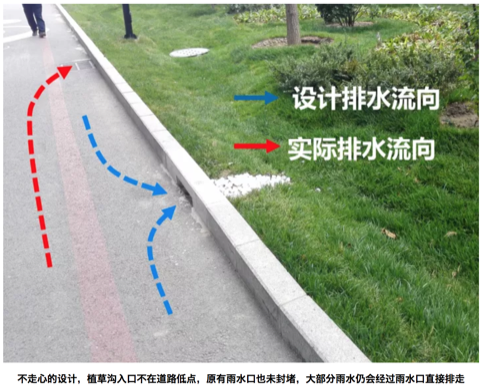 设计排水流向
实际排水流向
不走心的设计，植草沟入口不在道路低点，原有雨水口也未封堵，大部分雨水仍会经过雨水口直接排走